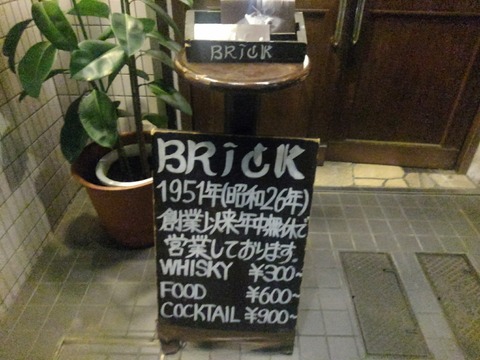 BRICK
BRICK
1951年(昭和26年)
創業以来年中無休で
営業しております。
WHISKY ¥300~
FOOD ¥600~
COCKTAIL ¥900~